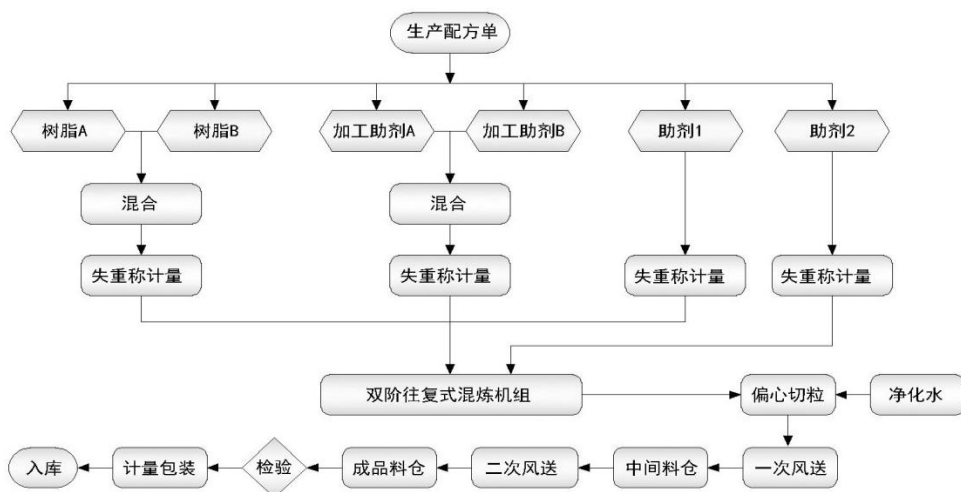 生产配方单
树脂A
树脂B
加工助剂A
加工助剂B
助剂1
助剂2
混合
混合
失重称计量
失重称计量
失重称计量
失重称计量
双阶往复式混炼机组
偏心切粒
净化水
入库
计量包装
检验
成品料仓
二次风送
中间料仓
一次风送